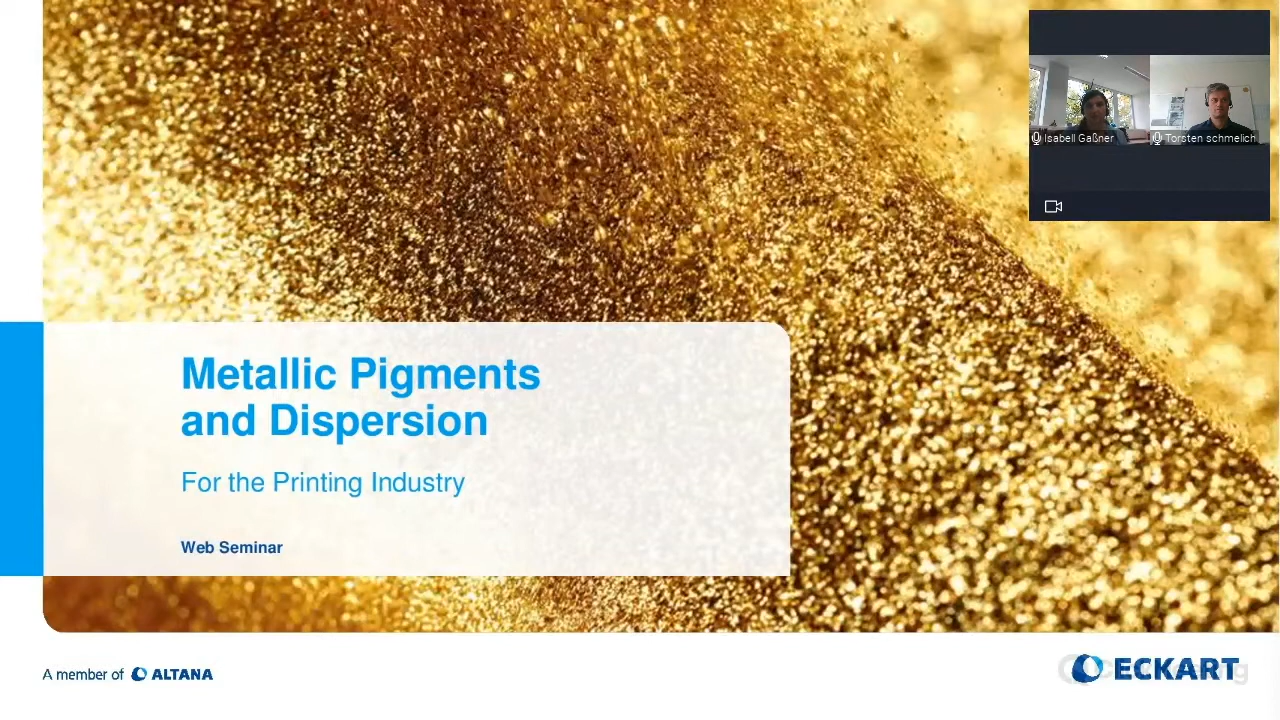 Isabell Gaßner
Torsten schmelich
Metallic Pigments
and Dispersion
For the Printing Industry
Web Seminar
A member of ALTANA
ECKART